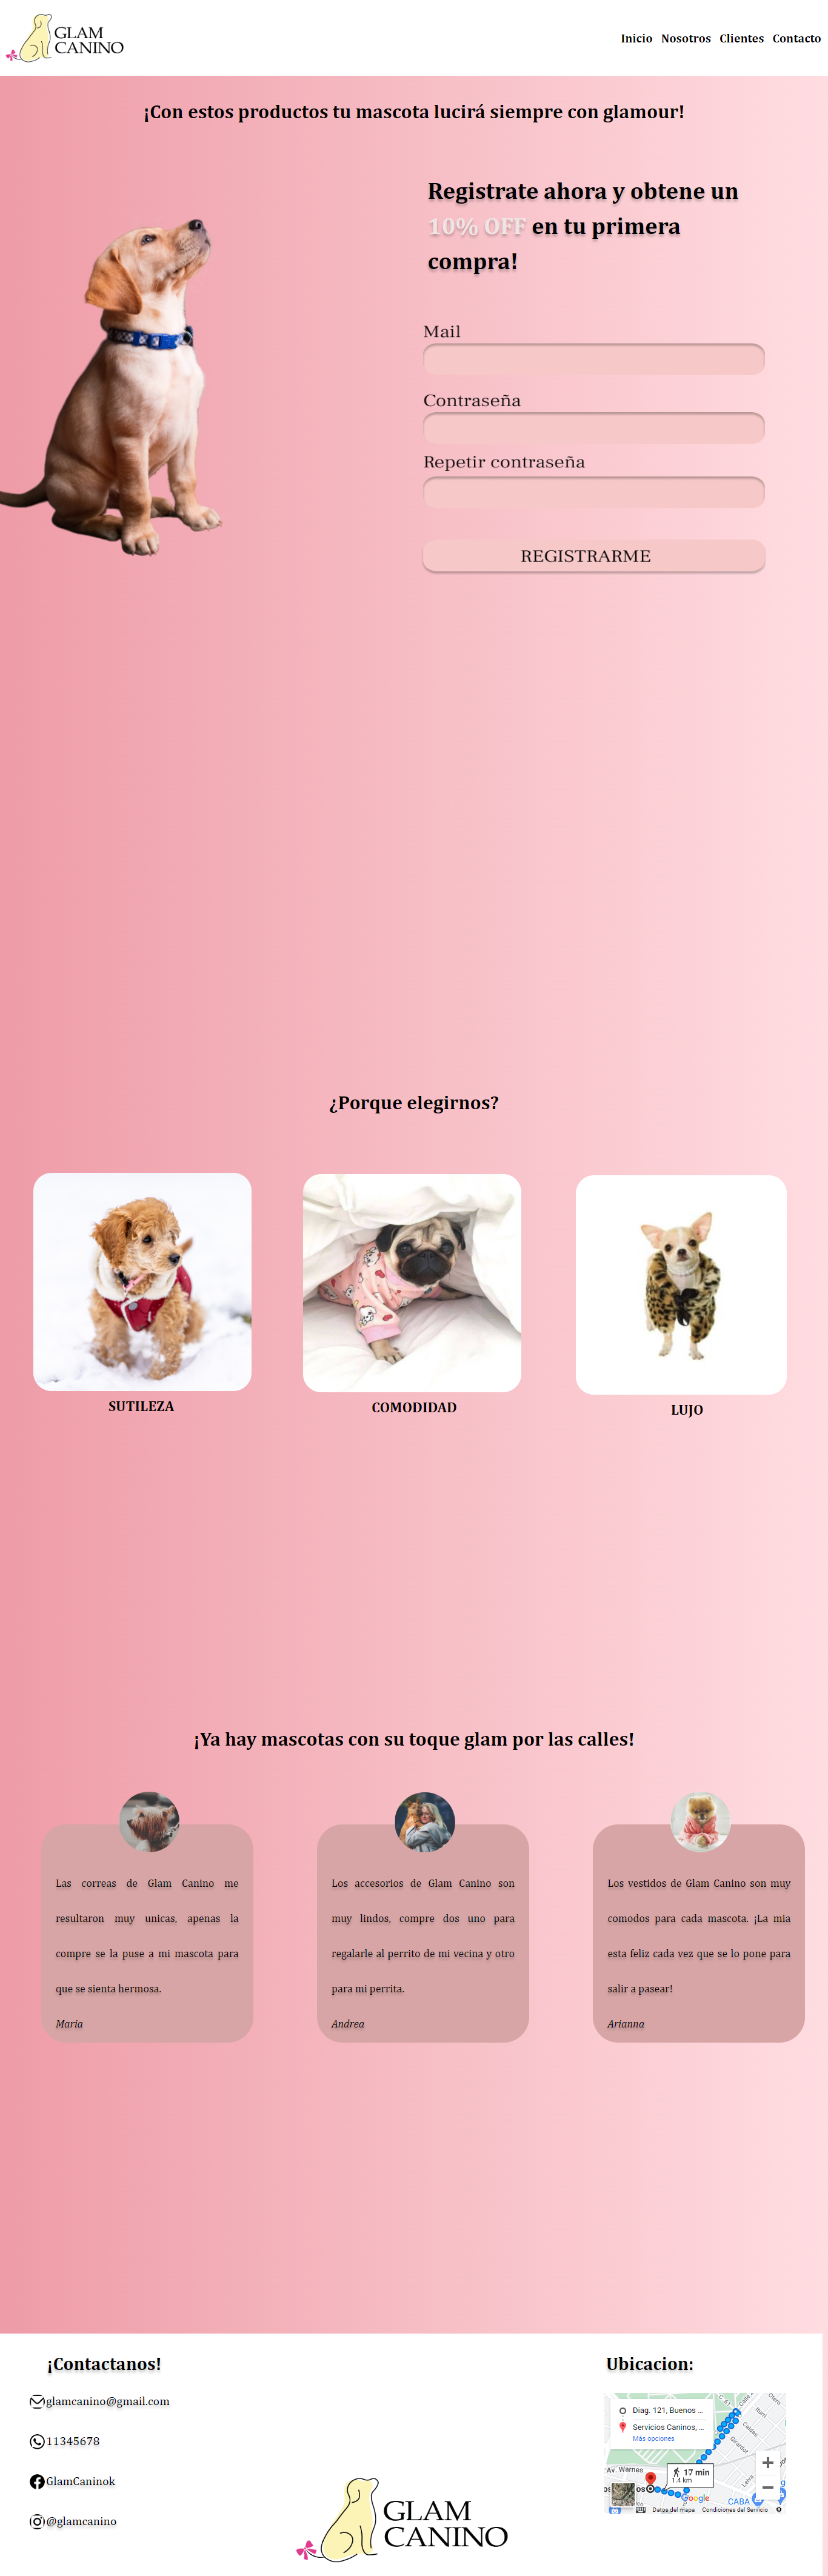 GLAM
CANINO
Inicio Nosotros Clientes Contacto
¡Con estos productos tu mascota lucirá siempre con glamour!
Registrate ahora y obtene un
10% OFF en tu primera
compra!
Mail
Contraseña
Repetir contraseña
REGISTRARME
¿Porque elegirnos?
SUTILEZA
COMODIDAD
LUJO
¡Ya hay mascotas con su toque glam por las calles!
Las correas de Glam Canino me
resultaron muy unicas, apenas la
compre se la puse a mi mascota para
que se sienta hermosa.
Maria
Los accesorios de Glam Canino son
muy lindos, compre dos uno para
regalarle al perrito de mi vecina y otro
para mi perrita.
Andrea
Los vestidos de Glam Canino son muy
comodos para cada mascota. ¡La mia
esta feliz cada vez que se lo pone para
salir a pasear!
Arianna
¡Contactanos!
glamcanino@gmail.com
11345678
GlamCaninok
@glamcanino
GLAM
CANINO
Ubicacion:
Diag. 121, Buenos ...
Servicios Caninos, ...
Más opciones
Av. Warnes
17 min
1.4 km
Girardot
Caldas
Leiva
Google
CABA
Datos del mapa Condiciones del Servicio